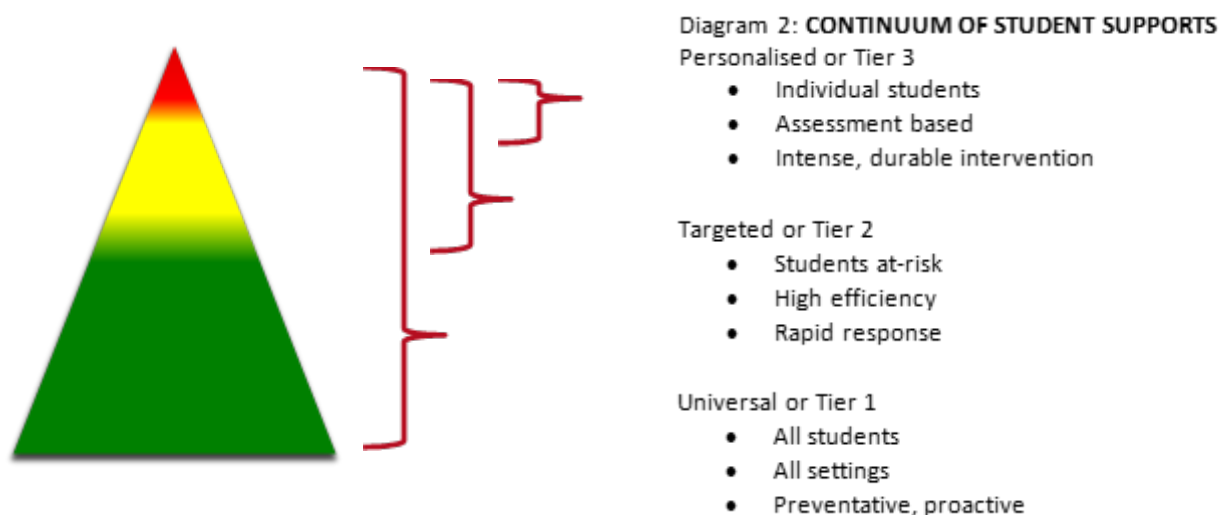 Diagram 2: CONTINUUM OF STUDENT SUPPORTS
Personalised or Tier 3
• Individual students
• Assessment based
• Intense, durable intervention
Targeted or Tier 2
• Students at-risk
• High efficiency
• Rapid response
Universal or Tier 1
• All students
• All settings
• Preventative, proactive